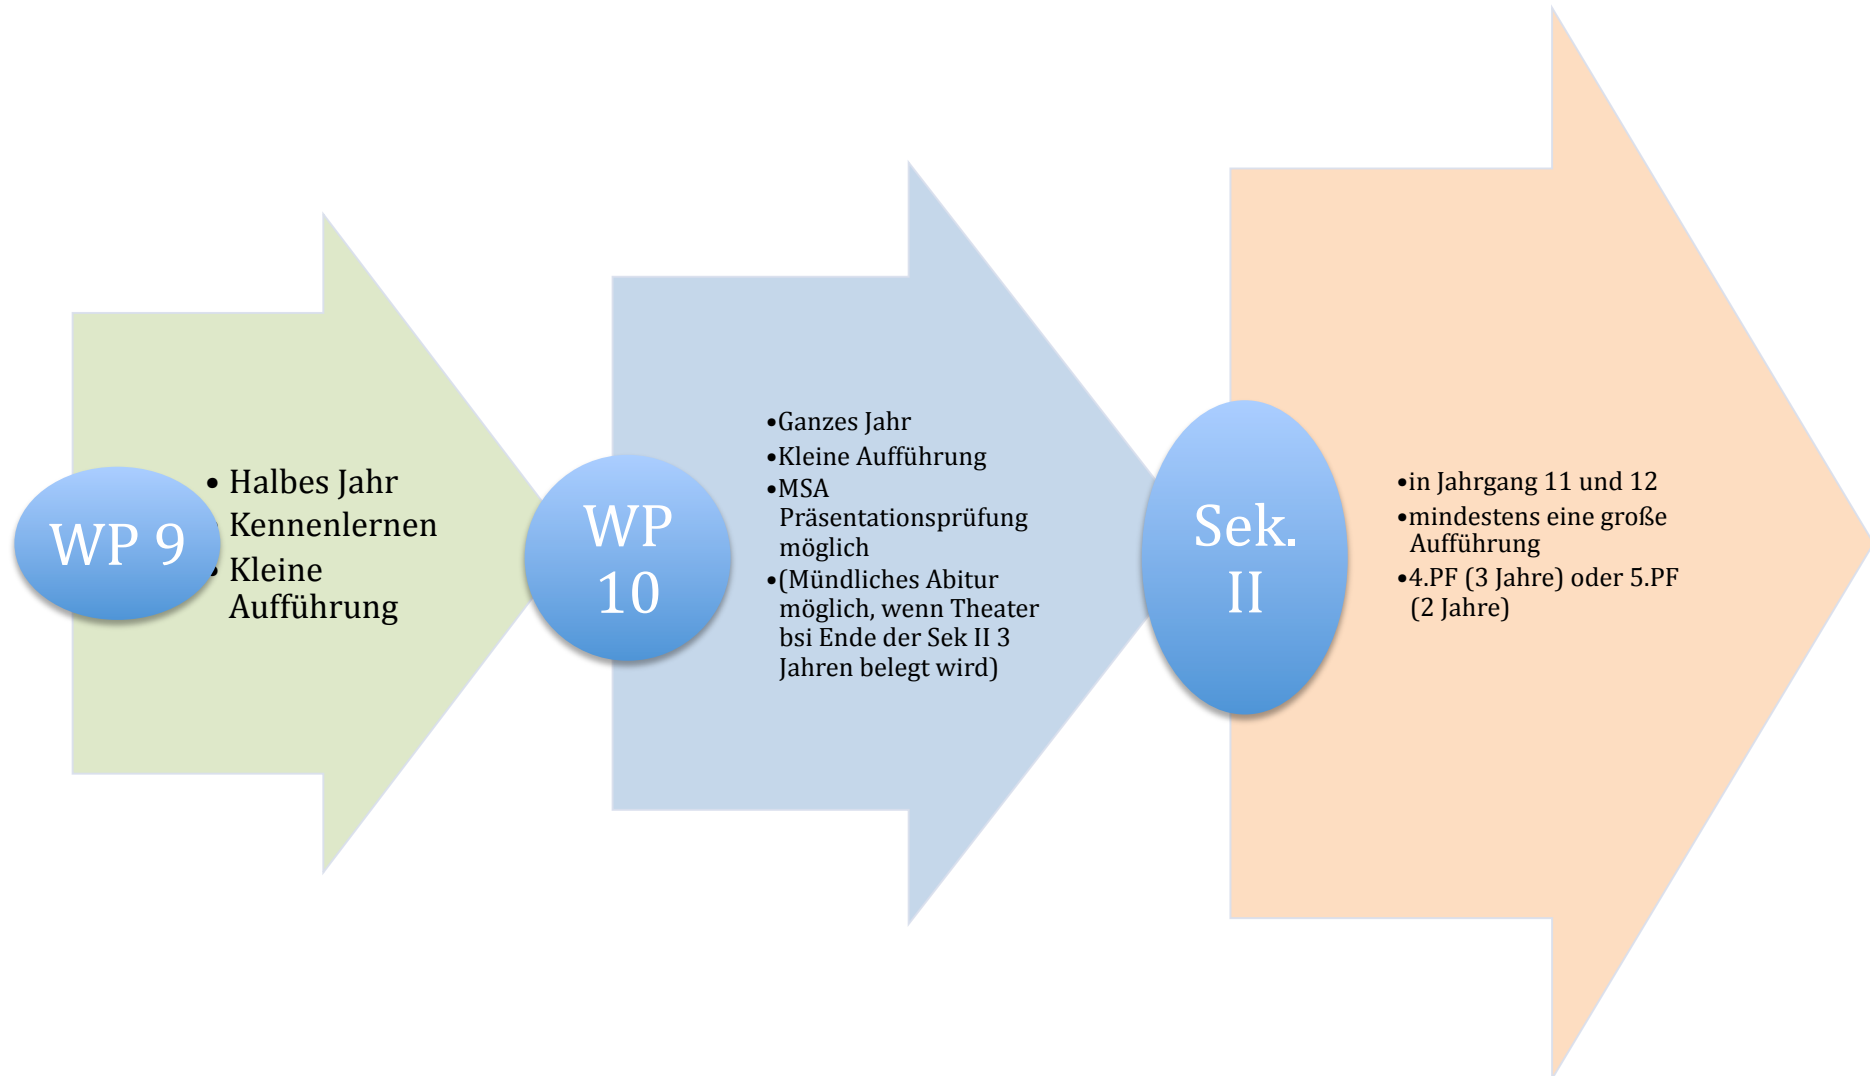 WP 9
• Halbes Jahr
• Kennenlernen
• Kleine
Aufführung
WP
10
•Ganzes Jahr
•Kleine Aufführung
•MSA
Präsentationsprüfung
möglich
•(Mündliches Abitur
möglich, wenn Theater
bsi Ende der Sek II 3
Jahren belegt wird)
Sek.
II
•in Jahrgang 11 und 12
•mindestens eine große
Aufführung
•4.PF (3 Jahre) oder 5.PF
(2 Jahre)